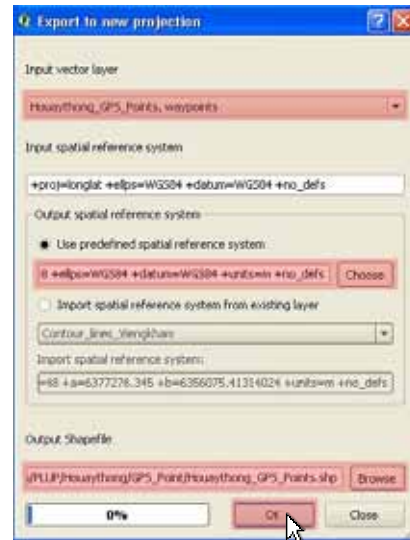 Export to new projection
Input vector layer
Houaythong_GPS_Points, waypoints
Input spatial reference system
+proj=longlat +ellps=WGS84 +datum=WGS84 +no_defs
Output spatial reference system
Use predefined spatial reference system
8 +ellps=WGS84 +datum=WGS84 +units=m +no_defs Choose
Import spatial reference system from existing layer
Contour_lines_Viengkham
Import spatial reference system:
=48 +a=6377276.345 +b=6356075.41314024 +units=m +no_defs
Output Shapefile
/PLUP/Houaythong/GPS_Point/Houaythong_GPS_Points.shp Browse
0% OK Close